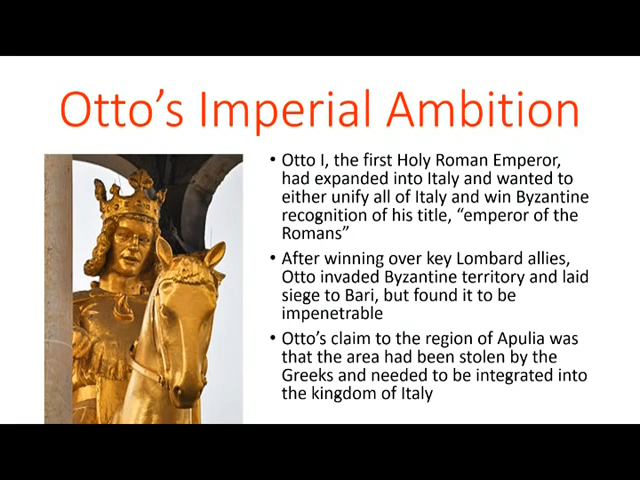 Otto’s Imperial Ambition
• Otto I, the first Holy Roman Emperor,
had expanded into Italy and wanted to
either unify all of Italy and win Byzantine
recognition of his title, “emperor of the
Romans”
• After winning over key Lombard allies,
Otto invaded Byzantine territory and laid
siege to Bari, but found it to be
impenetrable
• Otto’s claim to the region of Apulia was
that the area had been stolen by the
Greeks and needed to be integrated into
the kingdom of Italy